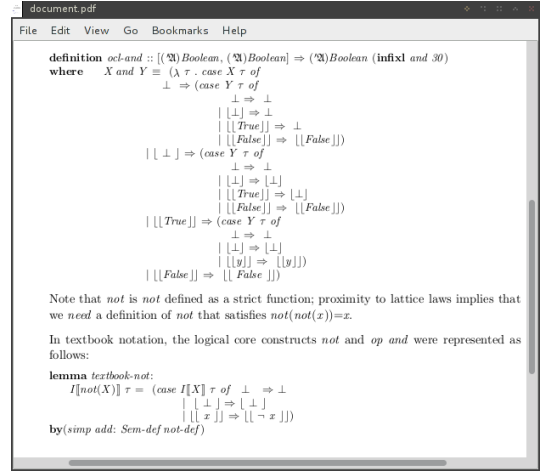 document.pdf
File Edit View Go Bookmarks Help
definition ocl-and :: [('𝔄)Boolean, ('𝔄)Boolean] ⇒ ('𝔄)Boolean (infixl and 30)
where X and Y ≡ (λ τ . case X τ of
⊥ ⇒ (case Y τ of
⊥ ⇒ ⊥
| ⌊⊥⌋ ⇒ ⊥
| ⌊⌊True⌋⌋ ⇒ ⊥
| ⌊⌊False⌋⌋ ⇒ ⌊⌊False⌋⌋)
| ⌊ ⊥ ⌋ ⇒ (case Y τ of
⊥ ⇒ ⊥
| ⌊⊥⌋ ⇒ ⌊⊥⌋
| ⌊⌊True⌋⌋ ⇒ ⌊⊥⌋
| ⌊⌊False⌋⌋ ⇒ ⌊⌊False⌋⌋)
| ⌊⌊True⌋⌋ ⇒ (case Y τ of
⊥ ⇒ ⊥
| ⌊⊥⌋ ⇒ ⌊⊥⌋
| ⌊⌊y⌋⌋ ⇒ ⌊⌊y⌋⌋)
| ⌊⌊False⌋⌋ ⇒ ⌊⌊ False ⌋⌋)
Note that not is not defined as a strict function; proximity to lattice laws implies that
we need a definition of not that satisfies not(not(x))=x.
In textbook notation, the logical core constructs not and op and were represented as
follows:
lemma textbook-not:
I⟦not(X)⟧ τ = (case I⟦X⟧ τ of ⊥ ⇒ ⊥
| ⌊ ⊥ ⌋ ⇒ ⌊ ⊥ ⌋
| ⌊⌊ x ⌋⌋ ⇒ ⌊⌊ ¬ x ⌋⌋)
by(simp add: Sem-def not-def)